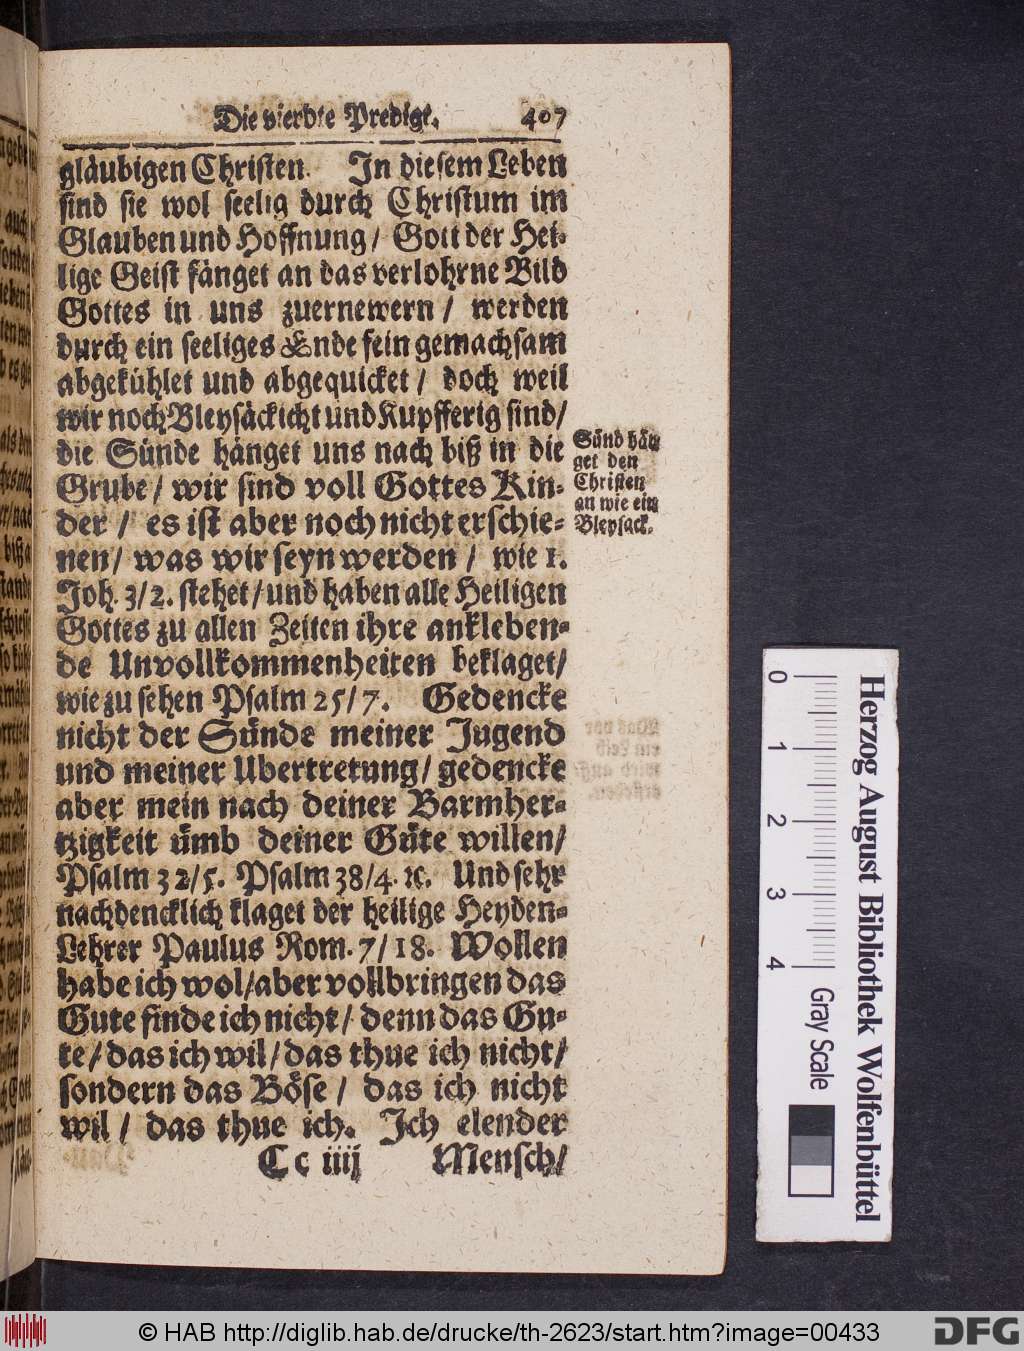 Die vierdte Predigt. 407
gläubigen Christen. In diesem Leben
sind sie wol seelig durch Christum im
Glauben und Hoffnung / Gott der Hei-
lige Geist fänget an das verlohrne Bild
Gottes in uns zuernewern / werden
durch ein seeliges Ende fein gemachsam
abgekühlet und abgequicket / doch weil
wir noch Bleysäckicht und Kupfferig sind /
die Sünde hänget uns nach biß in die
Grube / wir sind voll Gottes Kin-
der / es ist aber noch nicht erschie-
nen / was wir seyn werden / wie 1.
Joh. 3/2. stehet / und haben alle Heiligen
Gottes zu allen Zeiten ihre ankleben-
de Unvollkommenheiten beklaget /
wie zu sehen Psalm 25/7. Gedencke
nicht der Sünde meiner Jugend
und meiner Ubertretung / gedencke
aber mein nach deiner Barmher-
tzigkeit ümb deiner Güte willen /
Psalm 32/5. Psalm 38/4. ꝛc. Und sehr
nachdencklich klaget der heilige Heyden-
Lehrer Paulus Rom. 7/18. Wollen
habe ich wol / aber vollbringen das
Gute finde ich nicht / denn das Gu-
te / das ich wil / das thue ich nicht /
sondern das Böse / das ich nicht
wil / das thue ich. Ich elender
Cc iiij Mensch /
Sünd hän
get den
Christen
an wie ein
Bleysack.
0 1 2 3 4
Gray Scale
Herzog August Bibliothek Wolfenbüttel
© HAB http://diglib.hab.de/drucke/th-2623/start.htm?image=00433
DFG